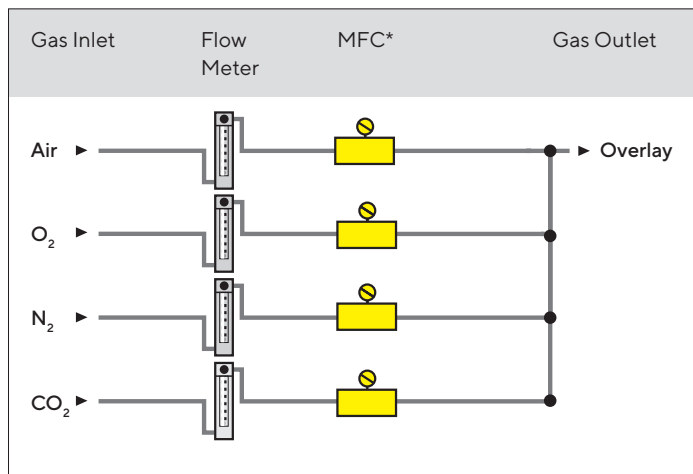 Gas Inlet
Flow Meter
MFC*
Gas Outlet
Air
Overlay
O₂
N₂
CO₂